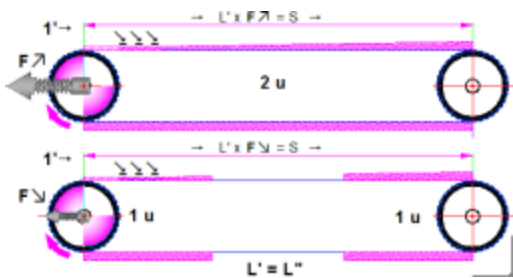 → L' x F↗ = S →
1'→
F↗
2 u
→ L' x F↘ = S →
1'→
F↘
1 u
1 u
L' = L"